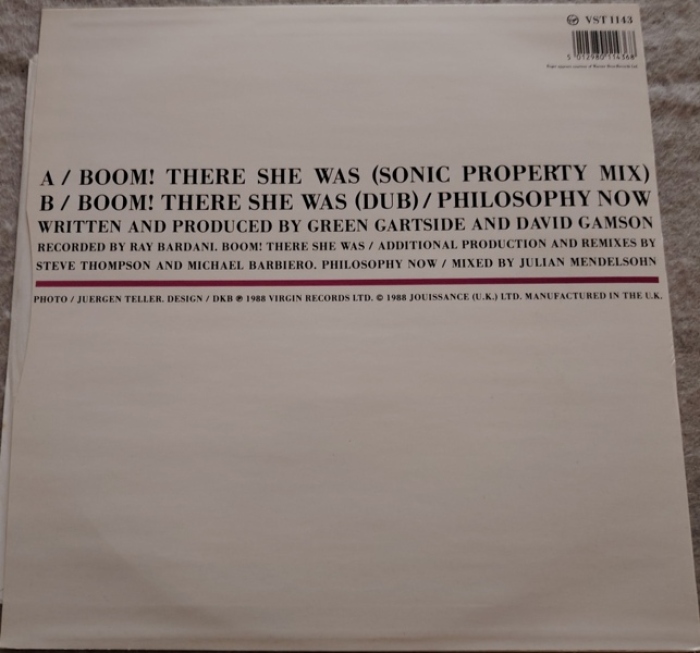 VST 1143
5 012980 114368
A / BOOM! THERE SHE WAS (SONIC PROPERTY MIX)
B / BOOM! THERE SHE WAS (DUB) / PHILOSOPHY NOW
WRITTEN AND PRODUCED BY GREEN GARTSIDE AND DAVID GAMSON
RECORDED BY RAY BARDANI. BOOM! THERE SHE WAS / ADDITIONAL PRODUCTION AND REMIXES BY
STEVE THOMPSON AND MICHAEL BARBIERO. PHILOSOPHY NOW / MIXED BY JULIAN MENDELSOHN
PHOTO / JUERGEN TELLER. DESIGN / DKB ℗ 1988 VIRGIN RECORDS LTD. © 1988 JOUISSANCE (U.K.) LTD. MANUFACTURED IN THE U.K.